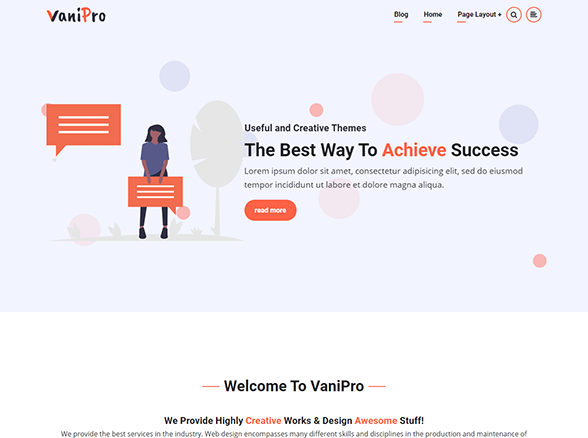 VaniPro
Blog Home Page Layout +
Useful and Creative Themes
The Best Way To Achieve Success
Lorem ipsum dolor sit amet, consectetur adipisicing elit, sed do eiusmod
tempor incididunt ut labore et dolore magna aliqua.
read more
Welcome To VaniPro
We Provide Highly Creative Works & Design Awesome Stuff!
We provide the best services in the industry. Web design encompasses many different skills and disciplines in the production and maintenance of